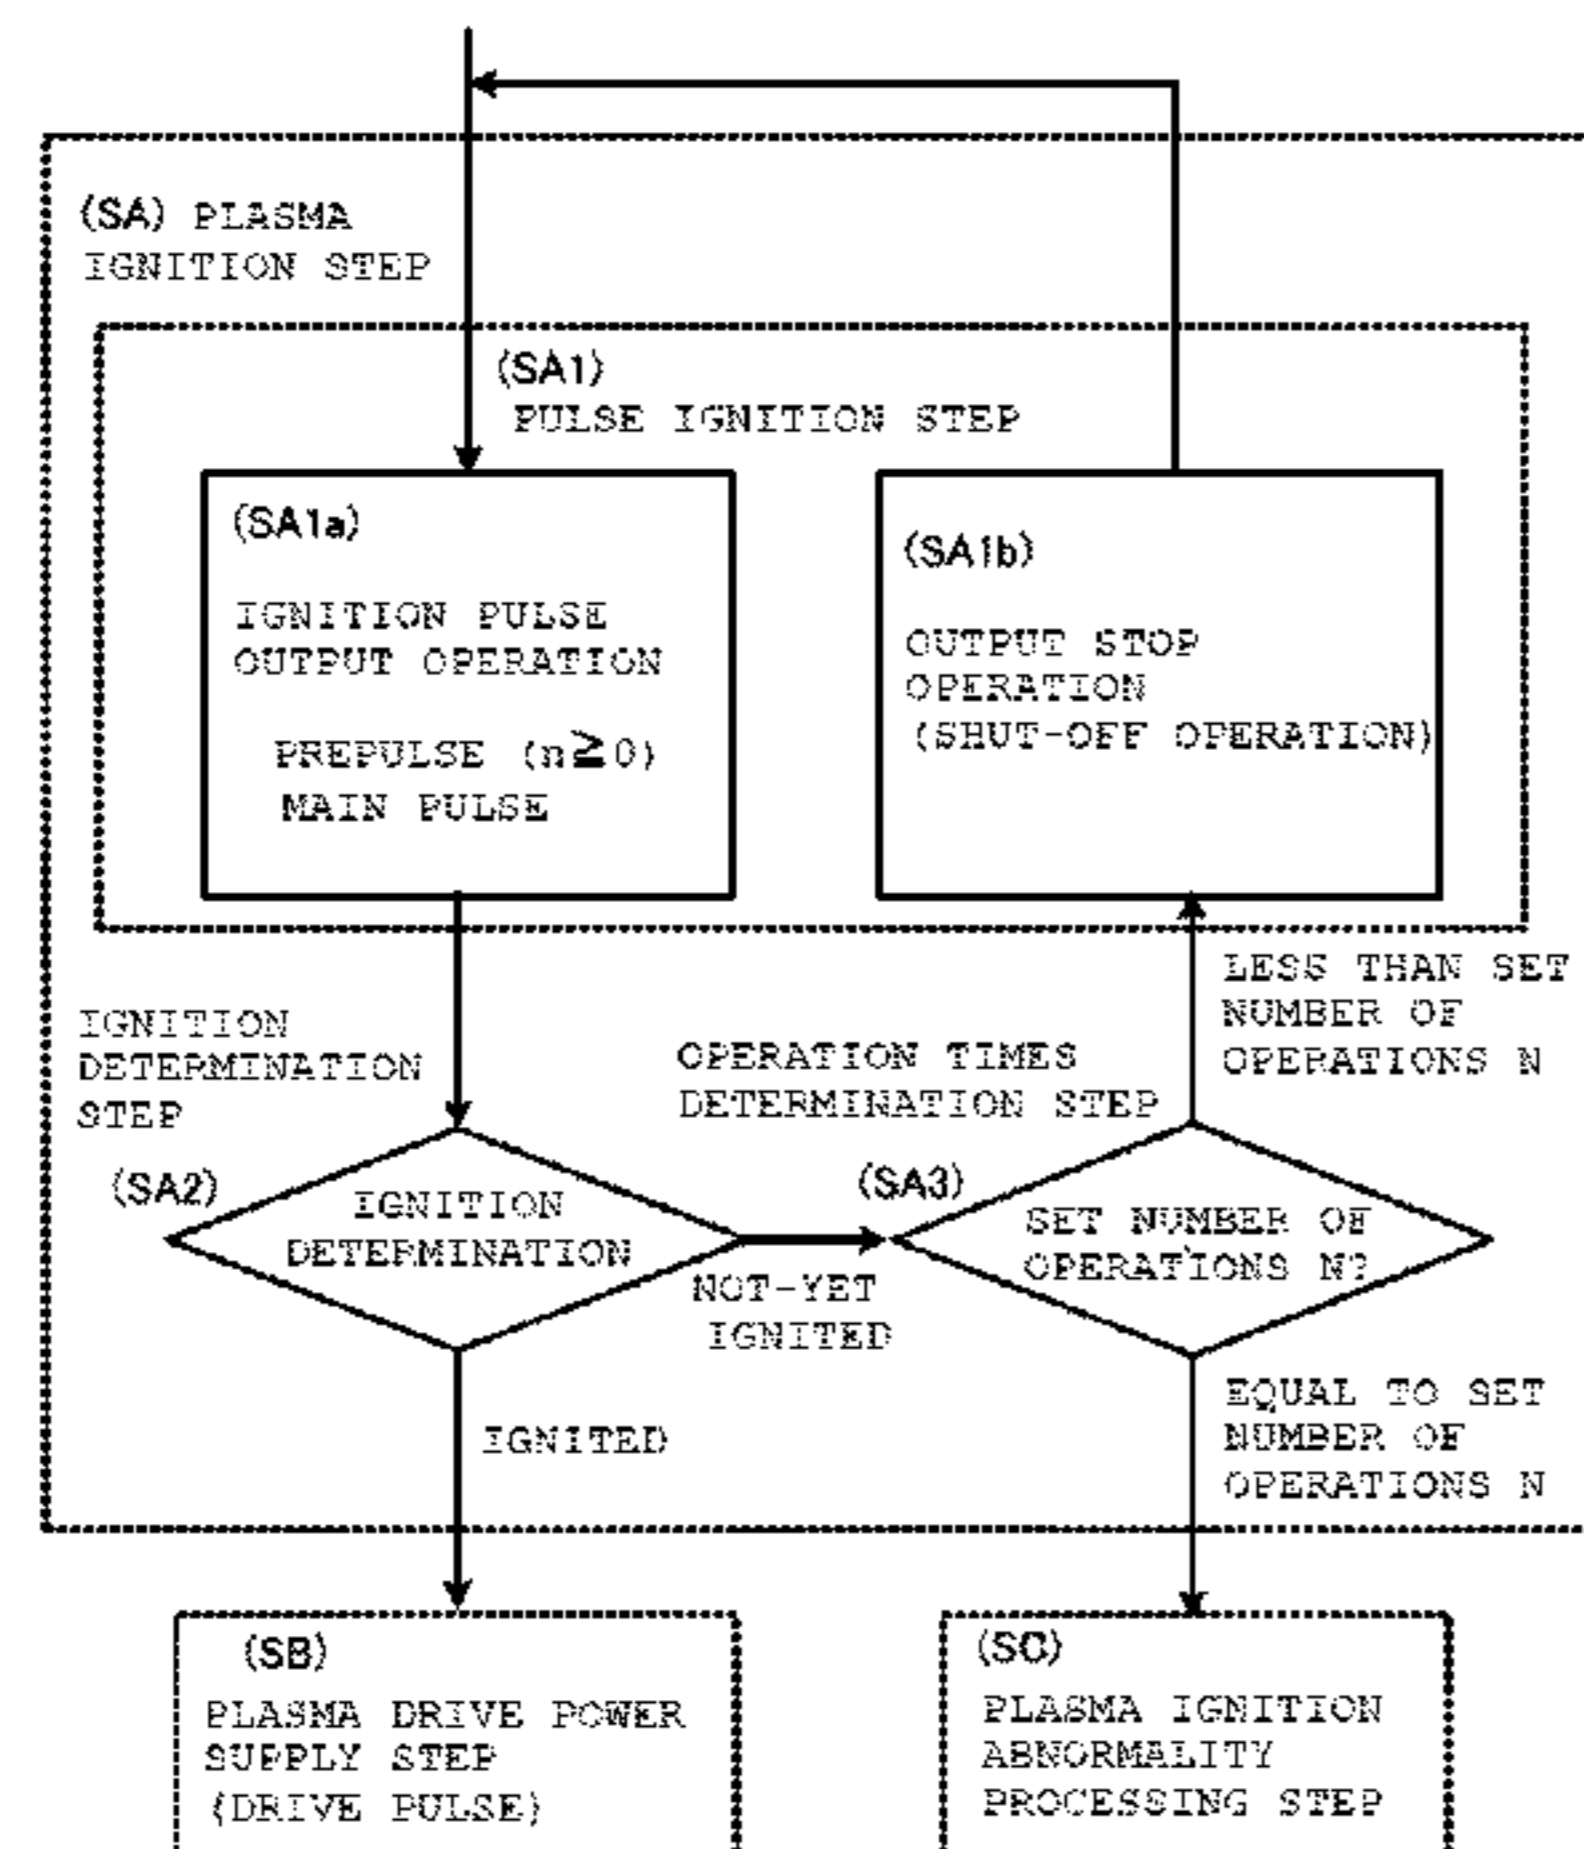 (SA) PLASMA
IGNITION STEP
(SA1)
PULSE IGNITION STEP
(SA1a)
IGNITION PULSE
OUTPUT OPERATION
PREPULSE (n≧0)
MAIN PULSE
(SA1b)
OUTPUT STOP
OPERATION
(SHUT-OFF OPERATION)
LESS THAN SET
NUMBER OF
OPERATIONS N
IGNITION
DETERMINATION
STEP
OPERATION TIMES
DETERMINATION STEP
(SA2)
IGNITION
DETERMINATION
(SA3)
SET NUMBER OF
OPERATIONS N?
NOT-YET
IGNITED
IGNITED
EQUAL TO SET
NUMBER OF
OPERATIONS N
(SB)
PLASMA DRIVE POWER
SUPPLY STEP
(DRIVE PULSE)
(SC)
PLASMA IGNITION
ABNORMALITY
PROCESSING STEP